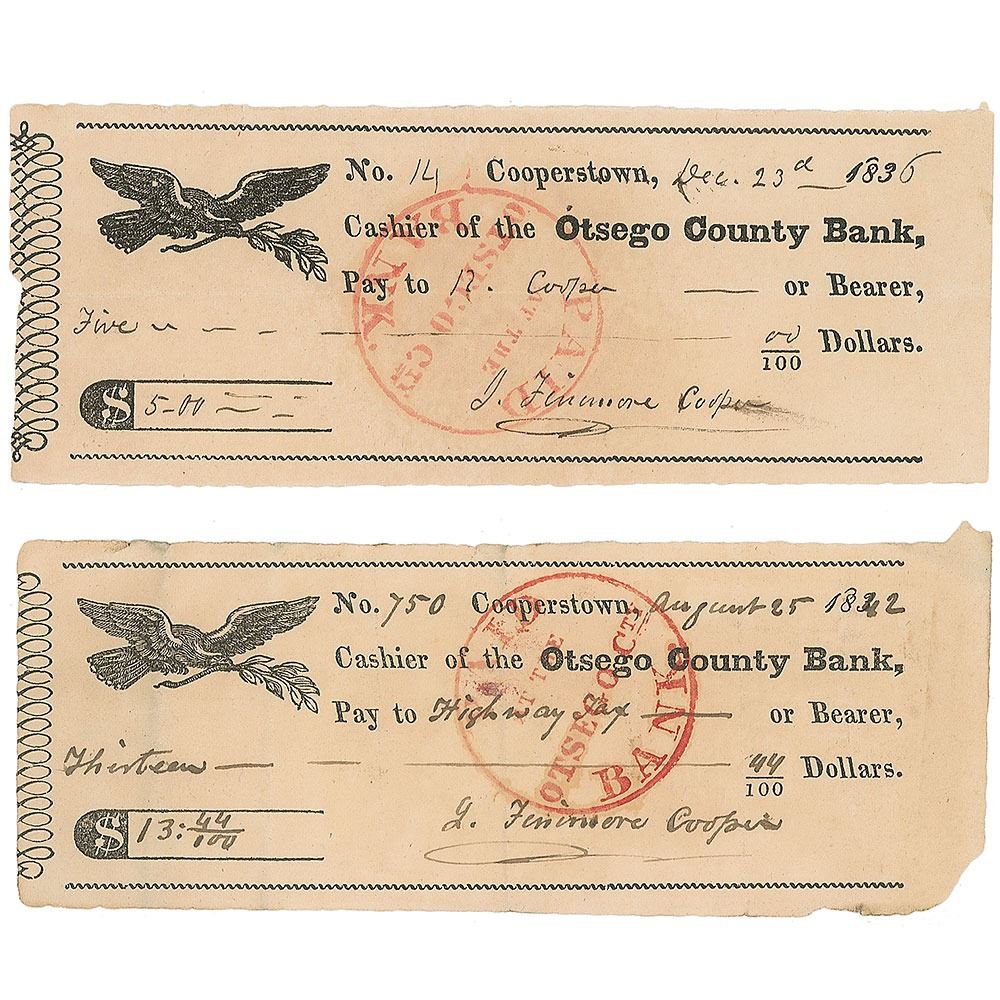 No. 14 Cooperstown, Dec. 23d 1836
Cashier of the Otsego County Bank,
Pay to R. Cooper or Bearer,
Five 00/100 Dollars.
$ 5-00
J. Fenimore Cooper
PAID
AT THE
OTSEGO CTY
BANK.
No. 750 Cooperstown, August 25 1842
Cashier of the Otsego County Bank,
Pay to Highway Tax or Bearer,
Thirteen 44/100 Dollars.
$ 13:44/100
J. Fenimore Cooper
PAID
AT THE
OTSEGO CTY
BANK.